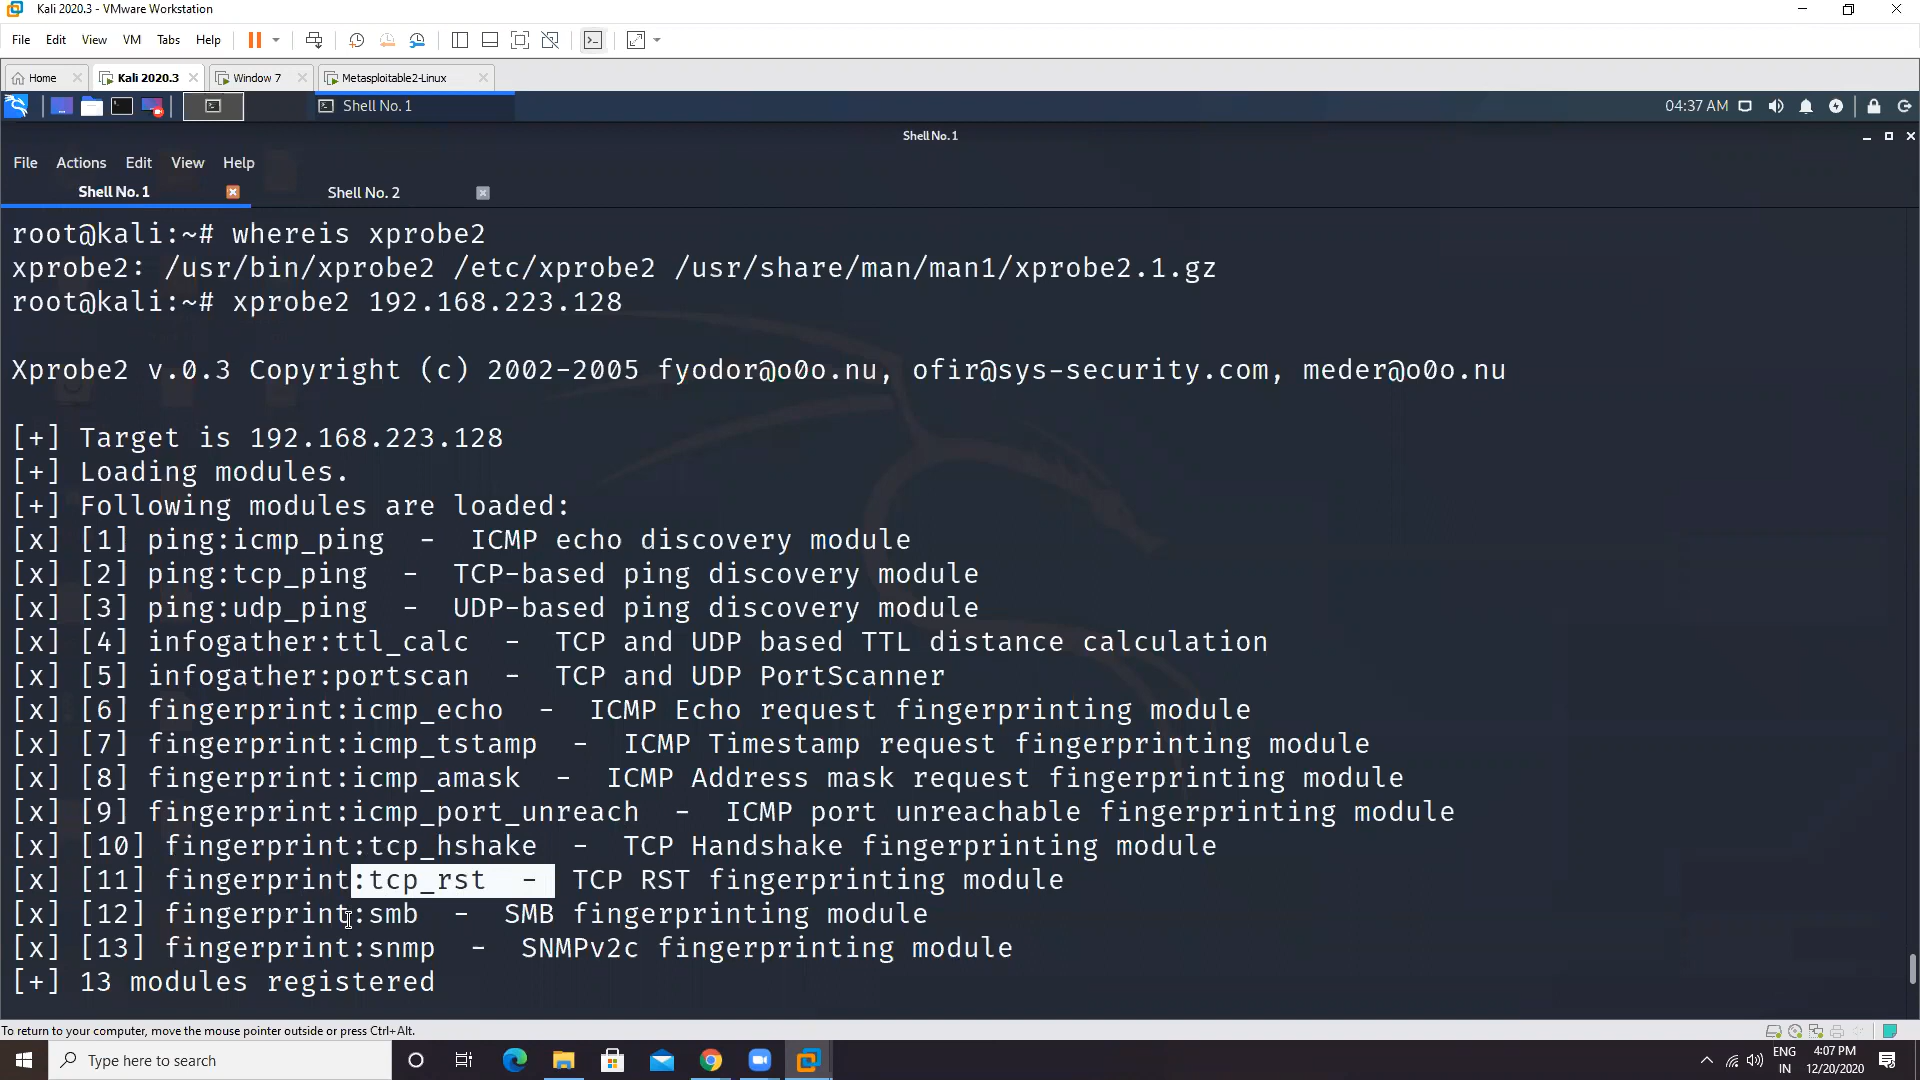 Kali 2020.3 - VMware Workstation
File Edit View VM Tabs Help
Home Kali 2020.3 Window 7 Metasploitable2-Linux
Shell No. 1 04:37 AM
Shell No. 1
File Actions Edit View Help
Shell No. 1 Shell No. 2
root@kali:~# whereis xprobe2
xprobe2: /usr/bin/xprobe2 /etc/xprobe2 /usr/share/man/man1/xprobe2.1.gz
root@kali:~# xprobe2 192.168.223.128
Xprobe2 v.0.3 Copyright (c) 2002-2005 fyodor@o0o.nu, ofir@sys-security.com, meder@o0o.nu
[+] Target is 192.168.223.128
[+] Loading modules.
[+] Following modules are loaded:
[x] [1] ping:icmp_ping  -  ICMP echo discovery module
[x] [2] ping:tcp_ping  -  TCP-based ping discovery module
[x] [3] ping:udp_ping  -  UDP-based ping discovery module
[x] [4] infogather:ttl_calc  -  TCP and UDP based TTL distance calculation
[x] [5] infogather:portscan  -  TCP and UDP PortScanner
[x] [6] fingerprint:icmp_echo  -  ICMP Echo request fingerprinting module
[x] [7] fingerprint:icmp_tstamp  -  ICMP Timestamp request fingerprinting module
[x] [8] fingerprint:icmp_amask  -  ICMP Address mask request fingerprinting module
[x] [9] fingerprint:icmp_port_unreach  -  ICMP port unreachable fingerprinting module
[x] [10] fingerprint:tcp_hshake  -  TCP Handshake fingerprinting module
[x] [11] fingerprint:tcp_rst  -  TCP RST fingerprinting module
[x] [12] fingerprint:smb  -  SMB fingerprinting module
[x] [13] fingerprint:snmp  -  SNMPv2c fingerprinting module
[+] 13 modules registered
To return to your computer, move the mouse pointer outside or press Ctrl+Alt.
Type here to search ENG 4:07 PM
IN 12/20/2020